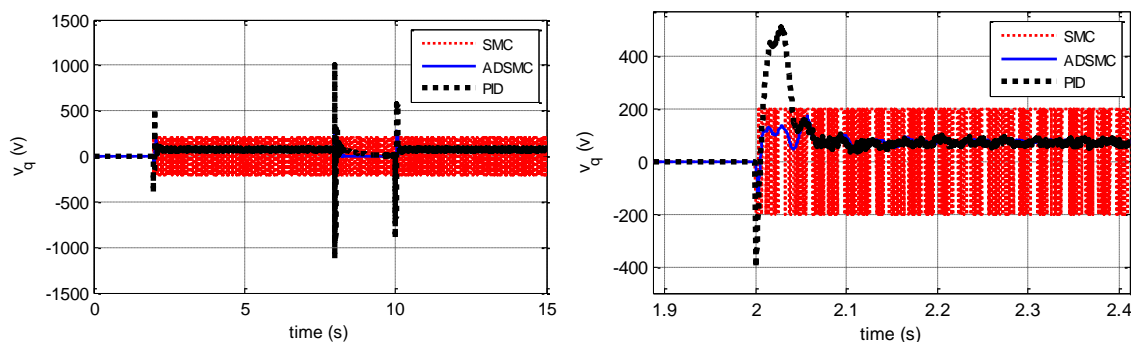 1500
1000
500
0
-500
-1000
-1500
v_q (v)
0
5
10
15
time (s)
SMC
ADSMC
PID
400
200
0
-200
-400
v_q (v)
1.9
2
2.1
2.2
2.3
2.4
time (s)
SMC
ADSMC
PID